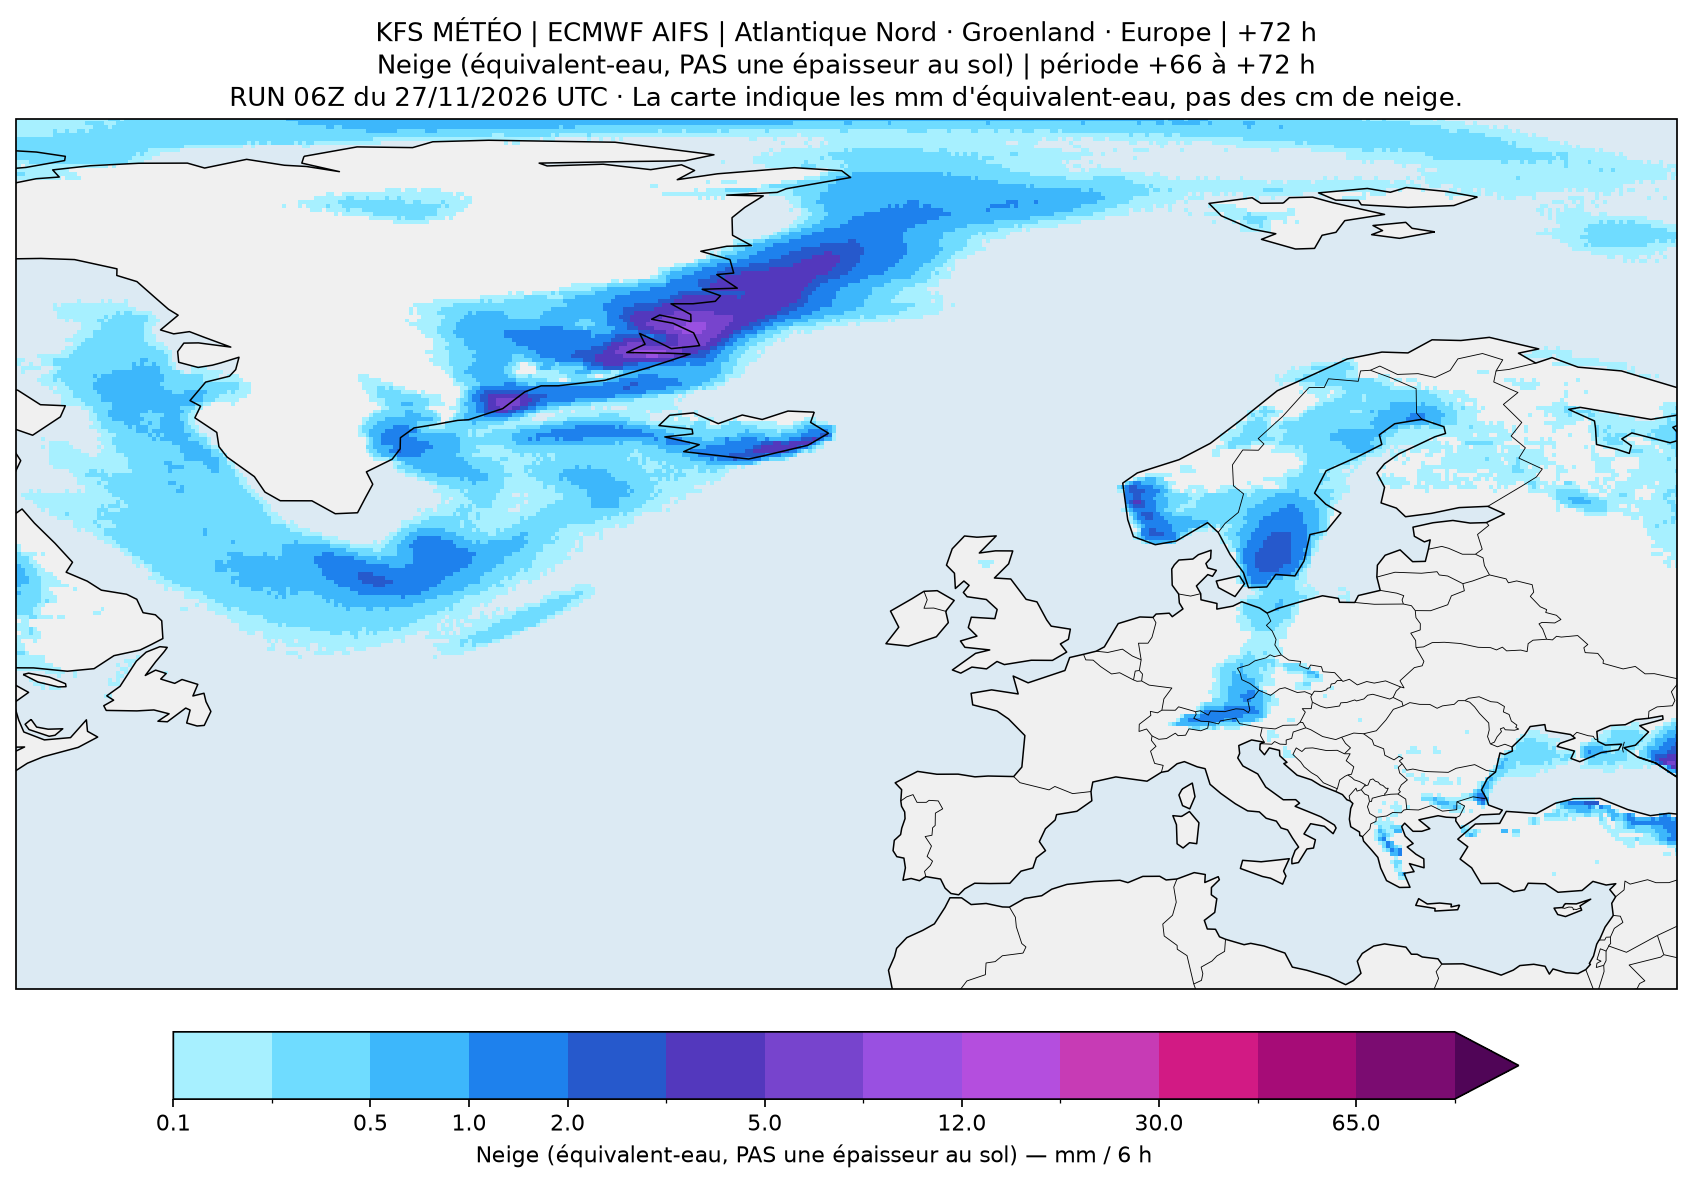 KFS MÉTÉO | ECMWF AIFS | Atlantique Nord · Groenland · Europe | +72 h
Neige (équivalent-eau, PAS une épaisseur au sol) | période +66 à +72 h
RUN 06Z du 27/11/2026 UTC · La carte indique les mm d'équivalent-eau, pas des cm de neige.
0.1 0.5 1.0 2.0 5.0 12.0 30.0 65.0
Neige (équivalent-eau, PAS une épaisseur au sol) — mm / 6 h